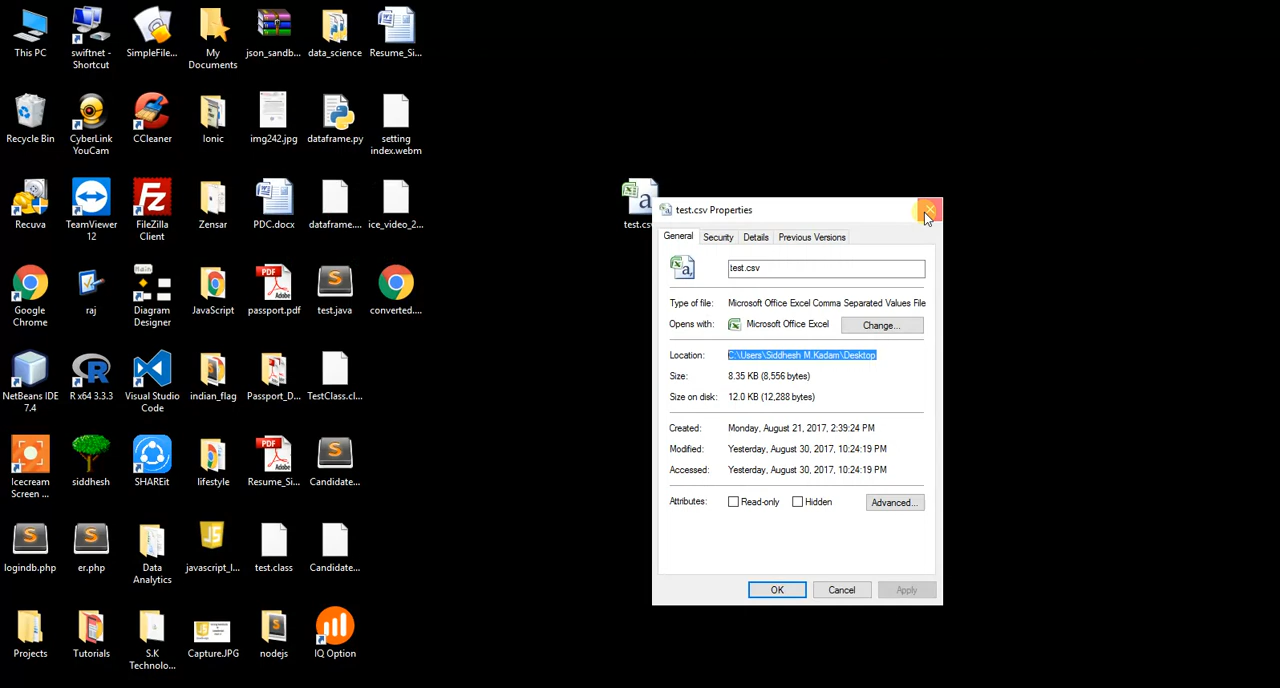 This PC
swiftnet -
Shortcut
SimpleFile...
My
Documents
json_sandb...
data_science
Resume_Si...
Recycle Bin
CyberLink
YouCam
CCleaner
Ionic
img242.jpg
dataframe.py
setting
index.webm
Recuva
TeamViewer
12
FileZilla
Client
Zensar
PDC.docx
dataframe....
ice_video_2...
Google
Chrome
raj
Diagram
Designer
JavaScript
passport.pdf
test.java
converted....
NetBeans IDE
7.4
R x64 3.3.3
Visual Studio
Code
indian_flag
Passport_D...
TestClass.cl...
Icecream
Screen ...
siddhesh
SHAREit
lifestyle
Resume_Si...
Candidate...
logindb.php
er.php
Data
Analytics
javascript_l...
test.class
Candidate...
Projects
Tutorials
S.K
Technolo...
Capture.JPG
nodejs
IQ Option
test.cs
test.csv Properties
General Security Details Previous Versions
test.csv
Type of file: Microsoft Office Excel Comma Separated Values File
Opens with: Microsoft Office Excel Change...
Location: C:\Users\Siddhesh M Kadam\Desktop
Size: 8.35 KB (8,556 bytes)
Size on disk: 12.0 KB (12,288 bytes)
Created: Monday, August 21, 2017, 2:39:24 PM
Modified: Yesterday, August 30, 2017, 10:24:19 PM
Accessed: Yesterday, August 30, 2017, 10:24:19 PM
Attributes: Read-only Hidden Advanced...
OK Cancel Apply